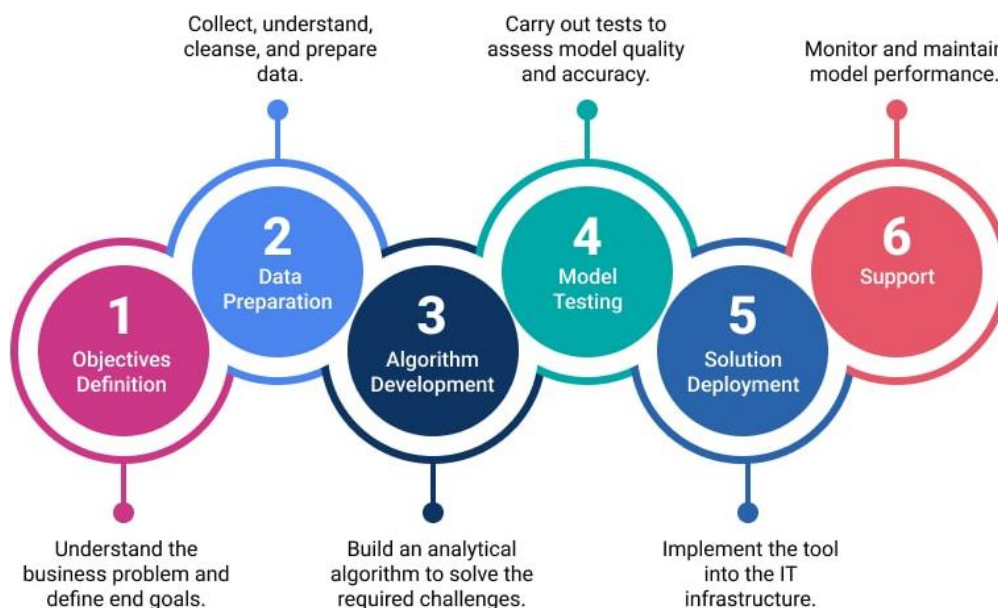 Collect, understand,
cleanse, and prepare
data.
Carry out tests to
assess model quality
and accuracy.
Monitor and maintain
model performance.
1
Objectives
Definition
2
Data
Preparation
3
Algorithm
Development
4
Model
Testing
5
Solution
Deployment
6
Support
Understand the
business problem and
define end goals.
Build an analytical
algorithm to solve the
required challenges.
Implement the tool
into the IT
infrastructure.